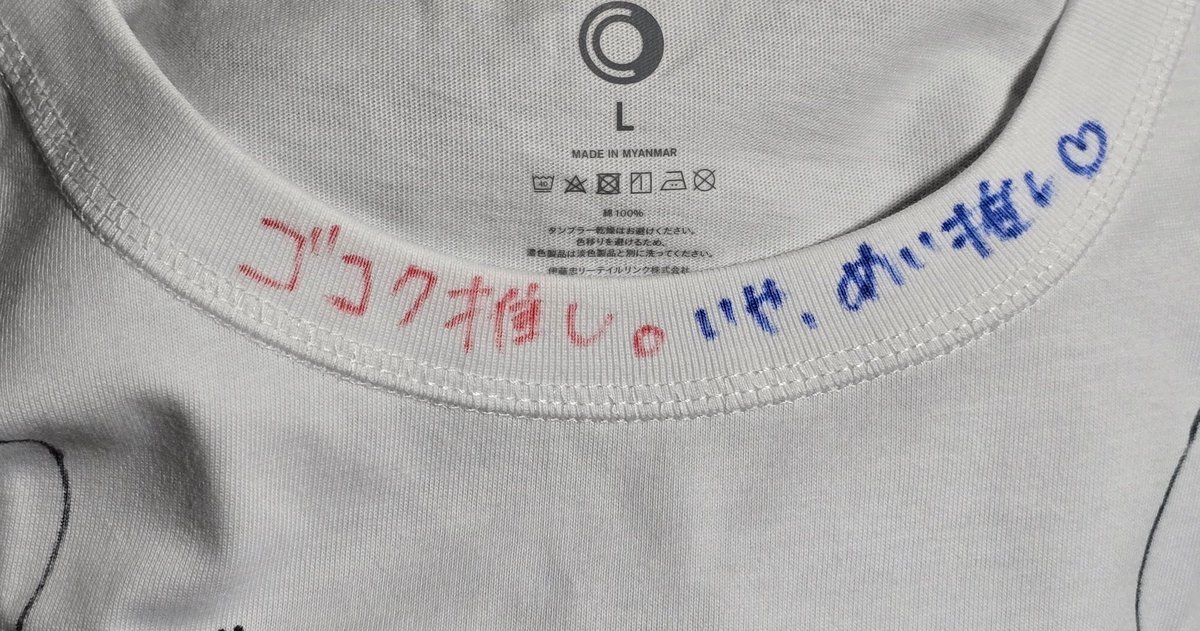 L
MADE IN MYANMAR
40
綿100%
タンブラー乾燥はお避けください。
色移りを避けるため、
濃色製品は淡色製品と別に洗ってください。
伊藤忠リーテイルリンク株式会社
ゴコク推し。いや、めい推し♡